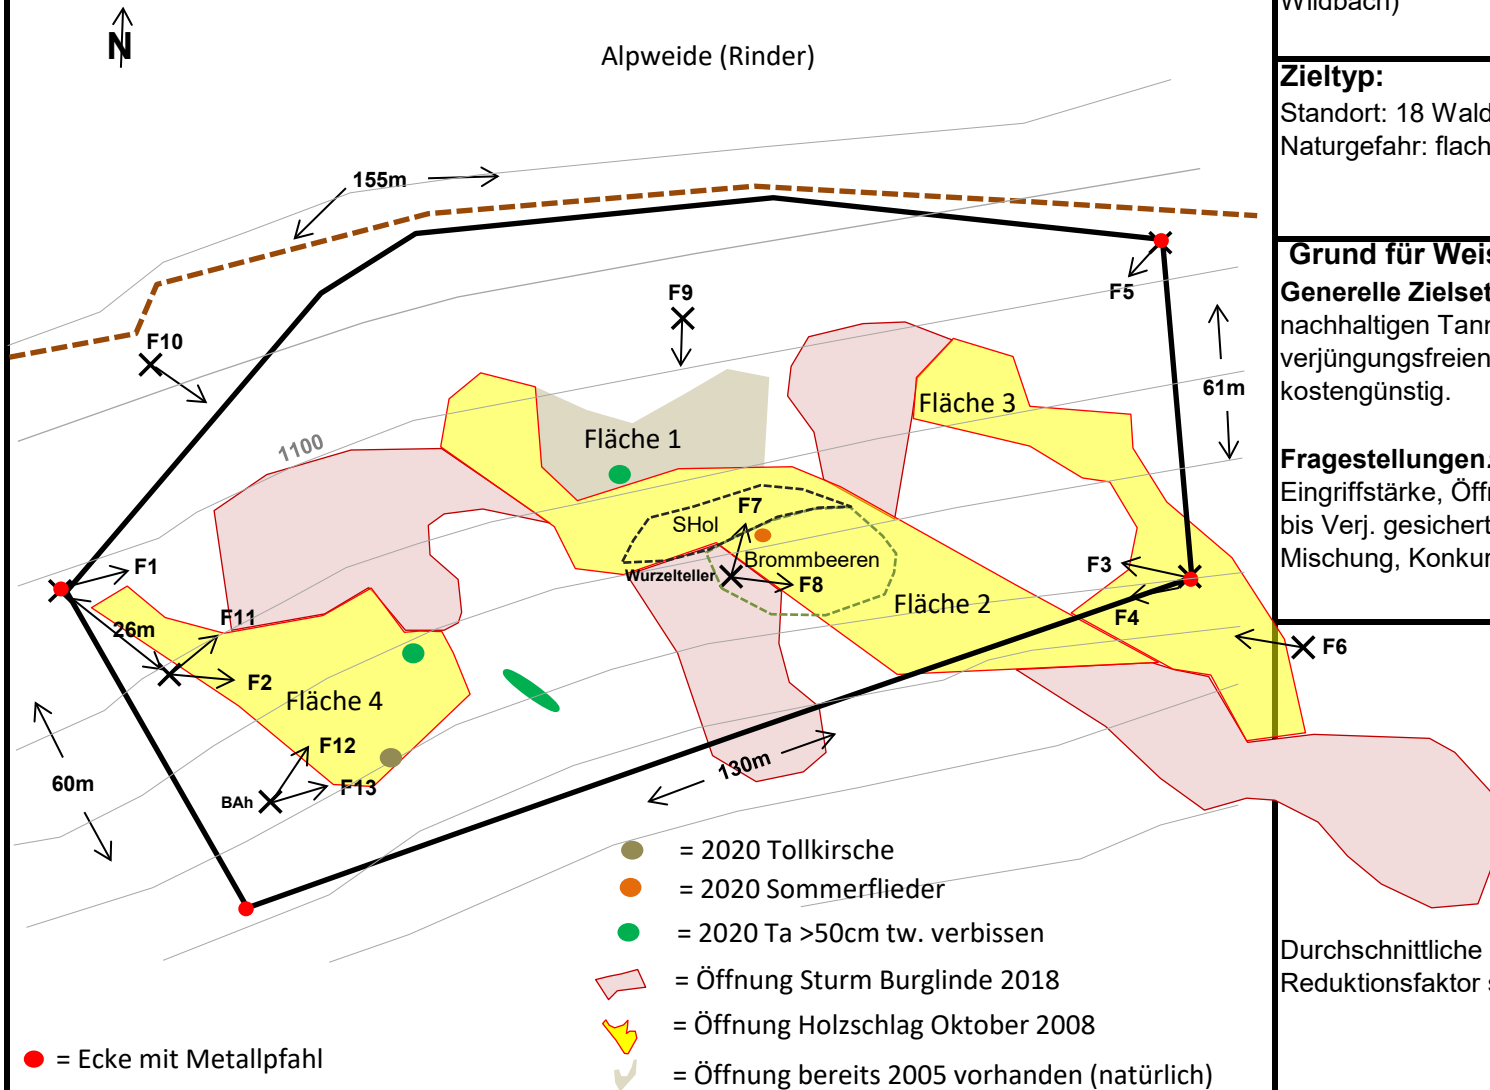 N
Alpweide (Rinder)
155m
F10
F9
F5
61m
1100
Fläche 1
Fläche 3
F7
SHol
Brommbeeren
Wurzelteller
F8
Fläche 2
F1
F3
F4
F6
F11
26m
F2
Fläche 4
F12
F13
BAh
60m
130m
= 2020 Tollkirsche
= 2020 Sommerflieder
= 2020 Ta >50cm tw. verbissen
= Öffnung Sturm Burglinde 2018
= Öffnung Holzschlag Oktober 2008
= Öffnung bereits 2005 vorhanden (natürlich)
= Ecke mit Metallpfahl
Wildbach)
Zieltyp:
Standort: 18 Wald
Naturgefahr: flach
Grund für Weis
Generelle Zielset
nachhaltigen Tann
verjüngungsfreien
kostengünstig.
Fragestellungen.
Eingriffstärke, Öffn
bis Verj. gesichert
Mischung, Konkur
Durchschnittliche
Reduktionsfaktor s